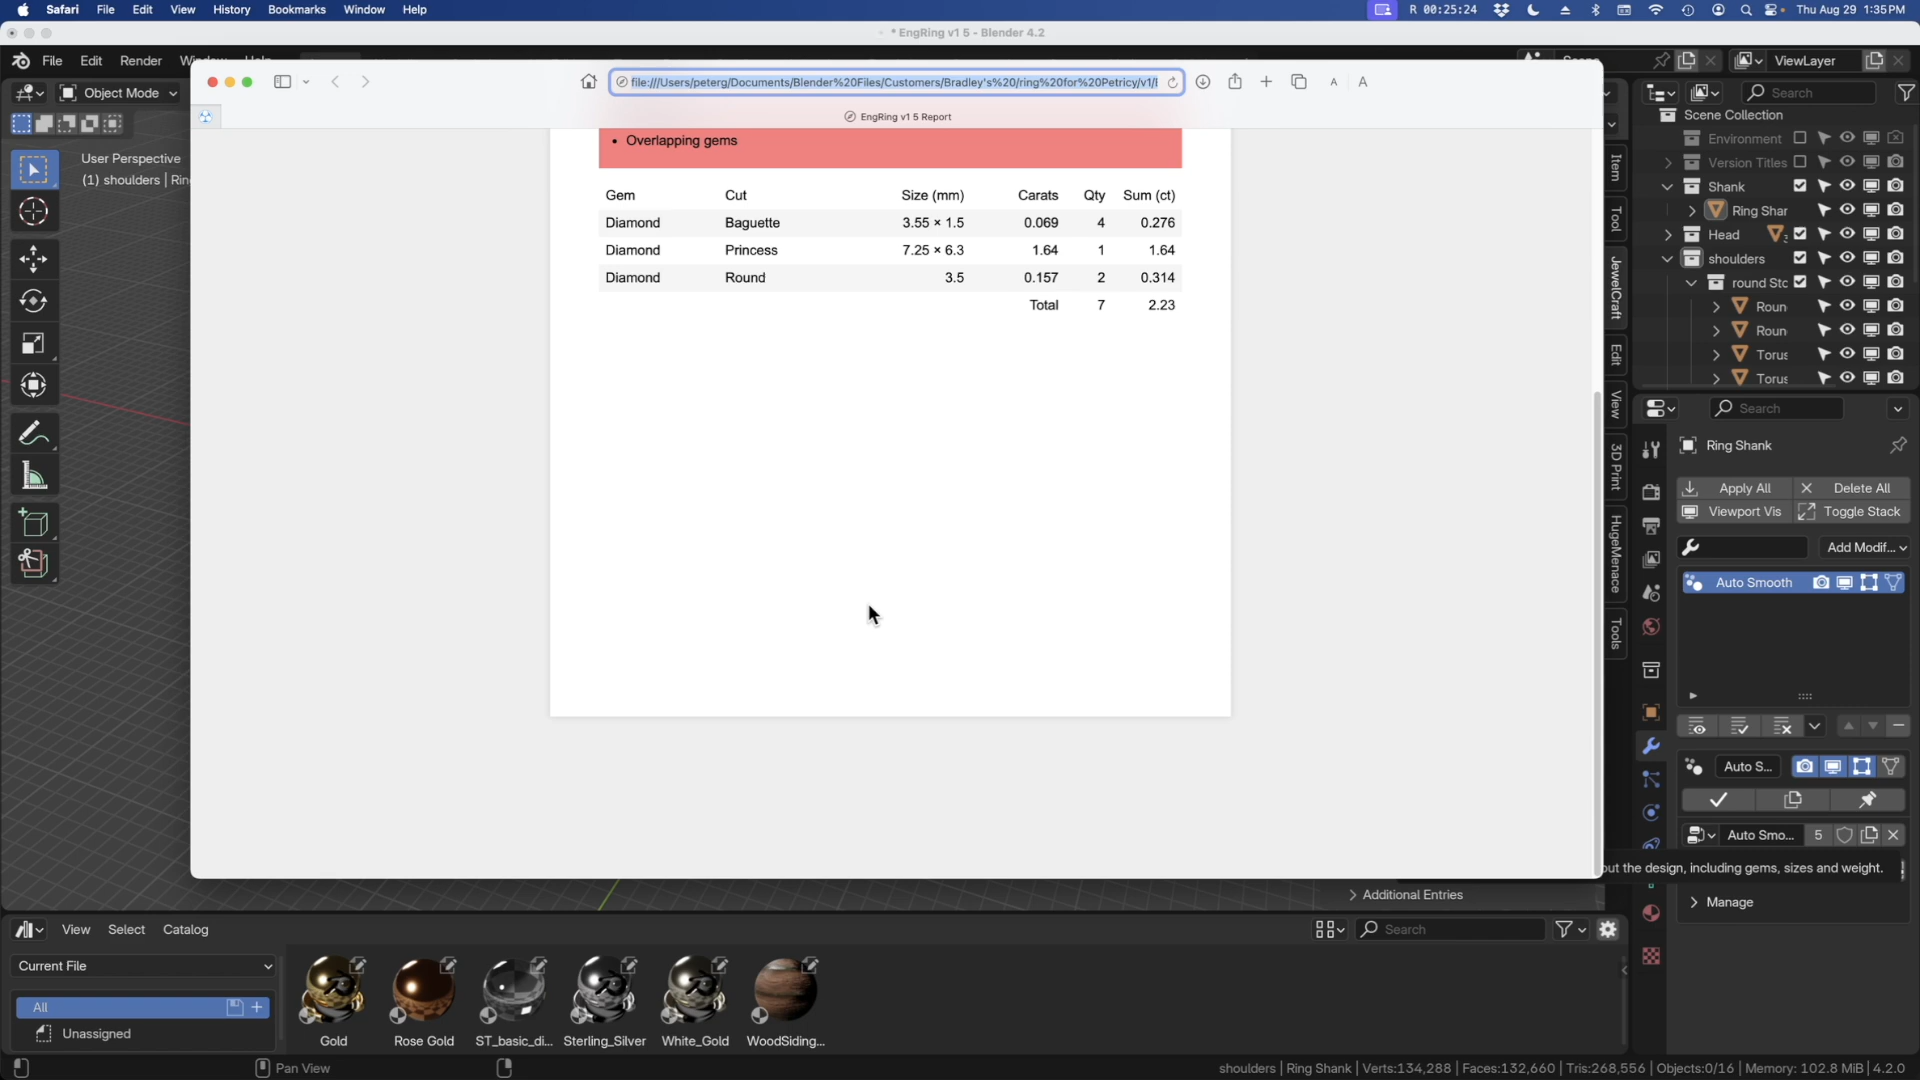 Safari File Edit View History Bookmarks Window Help R 00:25:24 Thu Aug 29 1:35 PM
* EngRing v1 5 - Blender 4.2
File Edit Render
ViewLayer
file:///Users/peterg/Documents/Blender%20Files/Customers/Bradley's%20/ring%20for%20Petricy/v1/
A A
Object Mode
Search
EngRing v1 5 Report
Scene Collection
• Overlapping gems
Environment
User Perspective
Version Titles
(1) shoulders | Rin
Shank
Gem Cut Size (mm) Carats Qty Sum (ct)
Diamond Baguette 3.55 × 1.5 0.069 4 0.276
Diamond Princess 7.25 × 6.3 1.64 1 1.64
Diamond Round 3.5 0.157 2 0.314
Total 7 2.23
Ring Shar
Head
shoulders
round Stc
Roun
Roun
Torus
Torus
Item
Tool
JewelCraft
Edit
View
3D Print
HugeMenace
Tools
Search
Ring Shank
Apply All Delete All
Viewport Vis Toggle Stack
Add Modif...
Auto Smooth
Auto S...
Auto Smo... 5
out the design, including gems, sizes and weight.
Additional Entries
Manage
View Select Catalog
Search
Current File
All
Unassigned
Gold Rose Gold ST_basic_di... Sterling_Silver White_Gold WoodSiding...
Pan View
shoulders | Ring Shank | Verts:134,288 | Faces:132,660 | Tris:268,556 | Objects:0/16 | Memory: 102.8 MiB | 4.2.0